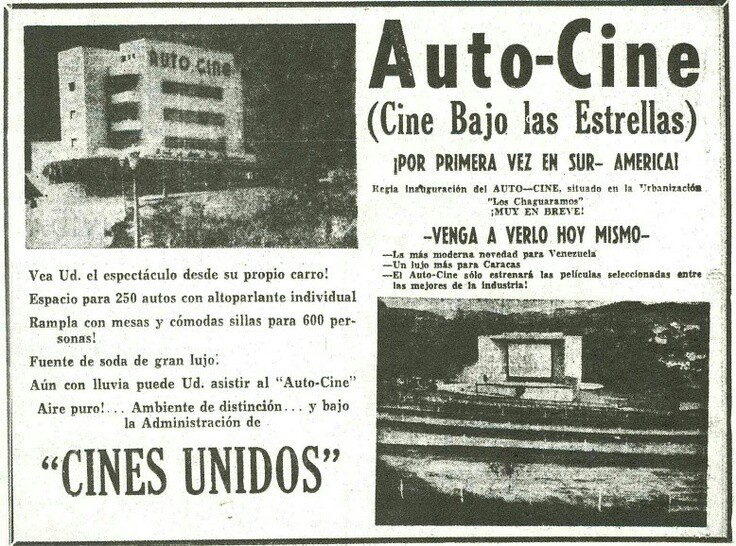 AUTO CINE
Auto-Cine
(Cine Bajo las Estrellas)
¡POR PRIMERA VEZ EN SUR- AMERICA!
Regia inauguración del AUTO—CINE, situado en la Urbanización
"Los Chaguaramos"
¡MUY EN BREVE!
-VENGA A VERLO HOY MISMO-
—La más moderna novedad para Venezuela
—Un lujo más para Caracas
—El Auto-Cine sólo estrenará las películas seleccionadas entre
las mejores de la industria!
Vea Ud. el espectáculo desde su propio carro!
Espacio para 250 autos con altoparlante individual
Rampla con mesas y cómodas sillas para 600 per-
sonas!
Fuente de soda de gran lujo!
Aún con lluvia puede Ud. asistir al "Auto-Cine"
Aire puro!... Ambiente de distinción... y bajo
la Administración de
"CINES UNIDOS"